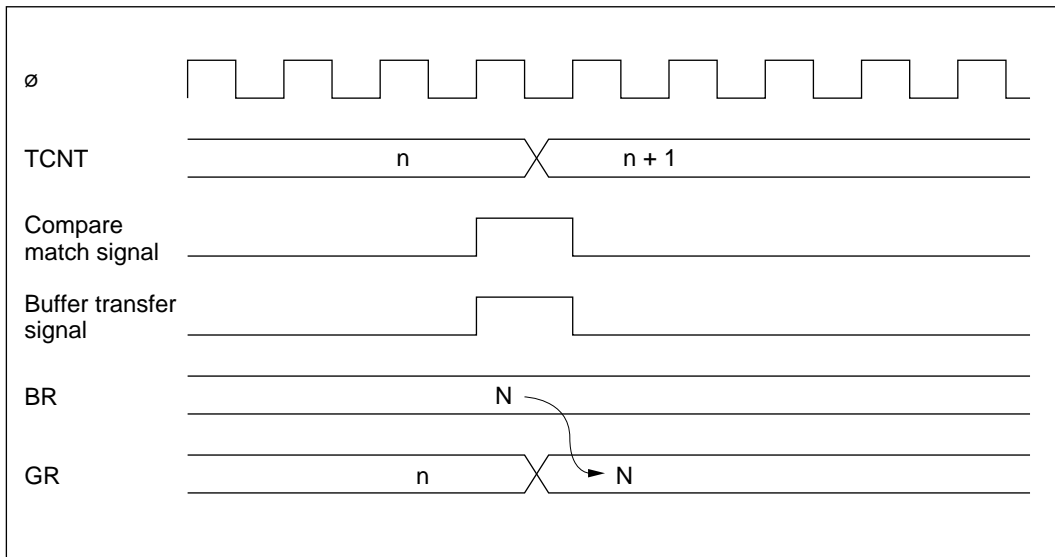 ø
TCNT
n
n + 1
Compare
match signal
Buffer transfer
signal
BR
N
GR
n
N